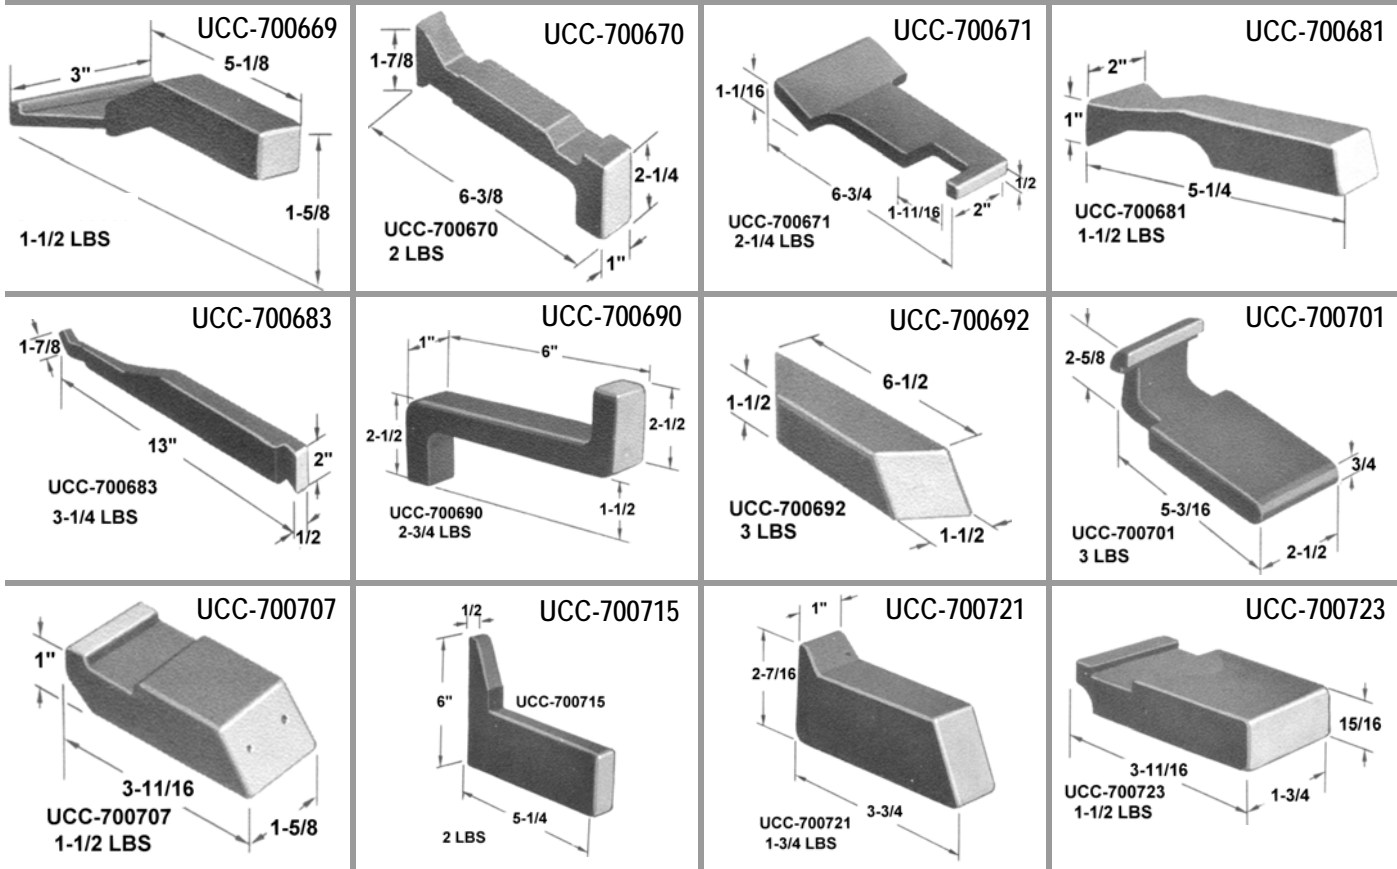 UCC-700669
3"
5-1/8
1-5/8
1-1/2 LBS
UCC-700670
1-7/8
6-3/8
2-1/4
1"
UCC-700670
2 LBS
UCC-700671
1-1/16
6-3/4
1-11/16
2"
1/2
UCC-700671
2-1/4 LBS
UCC-700681
2"
1"
5-1/4
UCC-700681
1-1/2 LBS
UCC-700683
1-7/8
13"
2"
1/2
UCC-700683
3-1/4 LBS
UCC-700690
1"
6"
2-1/2
2-1/2
1-1/2
UCC-700690
2-3/4 LBS
UCC-700692
6-1/2
1-1/2
1-1/2
UCC-700692
3 LBS
UCC-700701
2-5/8
3/4
5-3/16
2-1/2
UCC-700701
3 LBS
UCC-700707
1"
3-11/16
1-5/8
UCC-700707
1-1/2 LBS
UCC-700715
1/2
6"
UCC-700715
5-1/4
2 LBS
UCC-700721
1"
2-7/16
3-3/4
UCC-700721
1-3/4 LBS
UCC-700723
15/16
3-11/16
1-3/4
UCC-700723
1-1/2 LBS